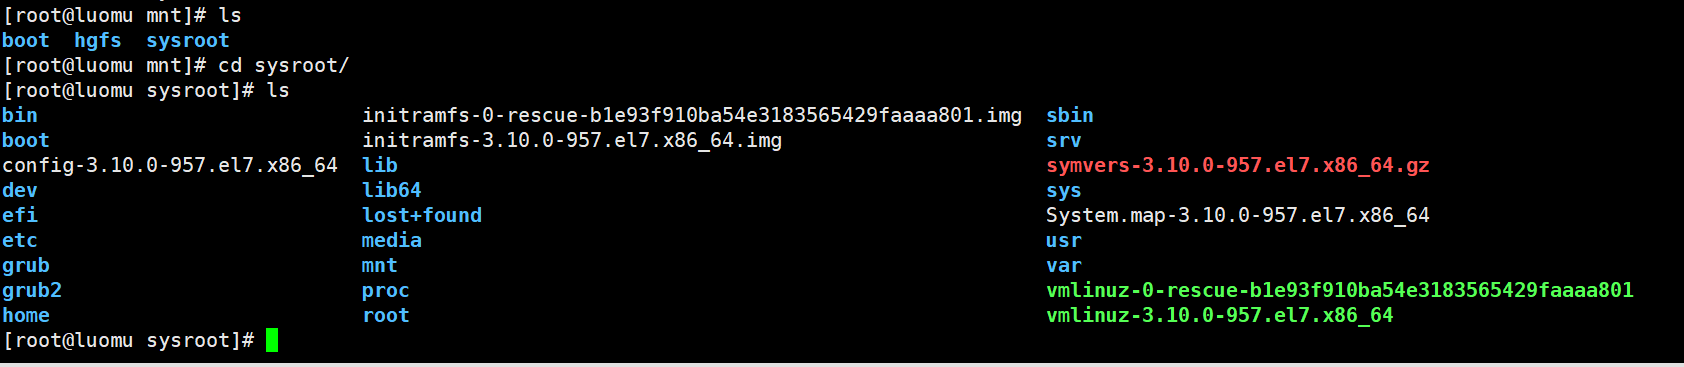 [root@luomu mnt]# ls
boot  hgfs  sysroot
[root@luomu mnt]# cd sysroot/
[root@luomu sysroot]# ls
bin                           initramfs-0-rescue-b1e93f910ba54e3183565429faaaa801.img  sbin
boot                          initramfs-3.10.0-957.el7.x86_64.img                      srv
config-3.10.0-957.el7.x86_64  lib                                                      symvers-3.10.0-957.el7.x86_64.gz
dev                           lib64                                                    sys
efi                           lost+found                                               System.map-3.10.0-957.el7.x86_64
etc                           media                                                    usr
grub                          mnt                                                      var
grub2                         proc                                                     vmlinuz-0-rescue-b1e93f910ba54e3183565429faaaa801
home                          root                                                     vmlinuz-3.10.0-957.el7.x86_64
[root@luomu sysroot]#